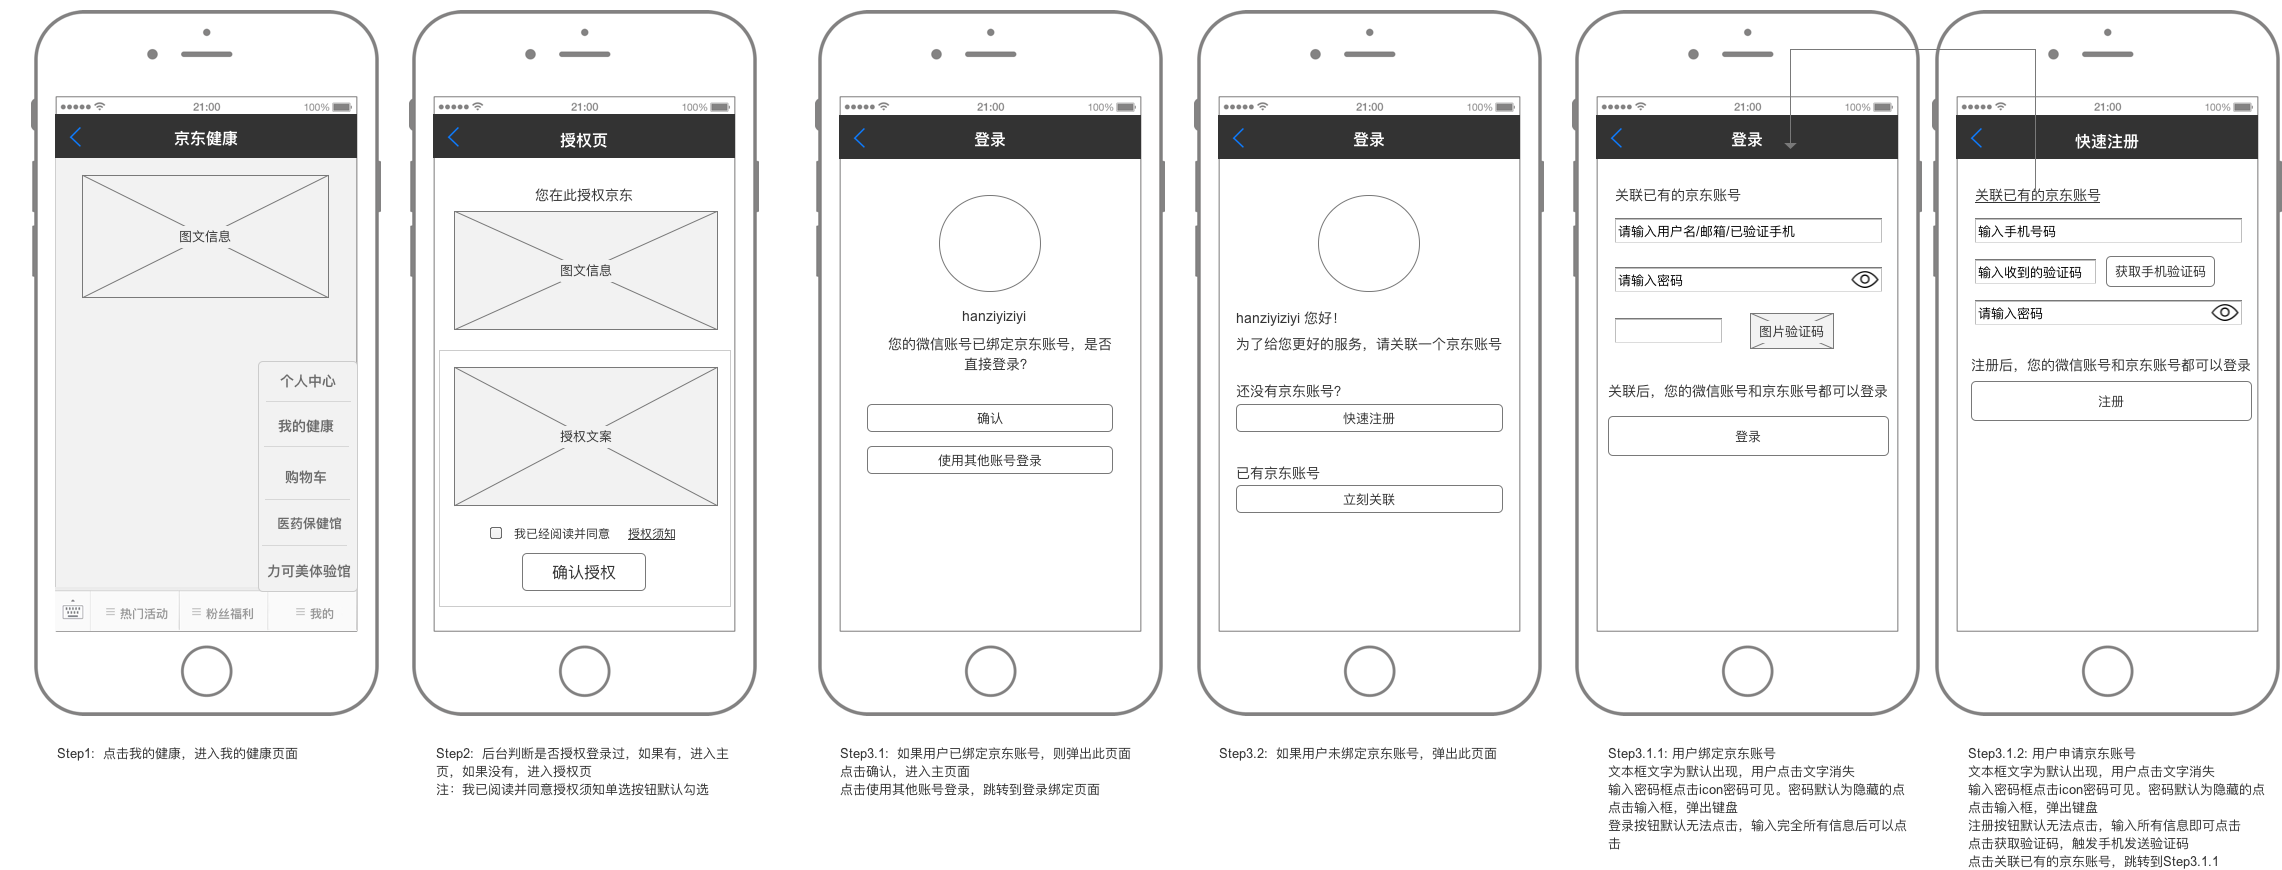 21:00
100%
京东健康
图文信息
个人中心
我的健康
购物车
医药保健馆
力可美体验馆
热门活动
粉丝福利
我的
Step1：点击我的健康，进入我的健康页面
21:00
100%
授权页
您在此授权京东
图文信息
授权文案
我已经阅读并同意 授权须知
确认授权
Step2：后台判断是否授权登录过，如果有，进入主
页，如果没有，进入授权页
注：我已阅读并同意授权须知单选按钮默认勾选
21:00
100%
登录
hanziyiziyi
您的微信账号已绑定京东账号，是否
直接登录?
确认
使用其他账号登录
Step3.1：如果用户已绑定京东账号，则弹出此页面
点击确认，进入主页面
点击使用其他账号登录，跳转到登录绑定页面
21:00
100%
登录
hanziyiziyi 您好！
为了给您更好的服务，请关联一个京东账号
还没有京东账号?
快速注册
已有京东账号
立刻关联
Step3.2：如果用户未绑定京东账号，弹出此页面
21:00
100%
登录
关联已有的京东账号
请输入用户名/邮箱/已验证手机
请输入密码
图片验证码
关联后，您的微信账号和京东账号都可以登录
登录
Step3.1.1: 用户绑定京东账号
文本框文字为默认出现，用户点击文字消失
输入密码框点击icon密码可见。密码默认为隐藏的点
点击输入框，弹出键盘
登录按钮默认无法点击，输入完全所有信息后可以点
击
21:00
100%
快速注册
关联已有的京东账号
输入手机号码
输入收到的验证码
获取手机验证码
请输入密码
注册后，您的微信账号和京东账号都可以登录
注册
Step3.1.2: 用户申请京东账号
文本框文字为默认出现，用户点击文字消失
输入密码框点击icon密码可见。密码默认为隐藏的点
点击输入框，弹出键盘
注册按钮默认无法点击，输入所有信息即可点击
点击获取验证码，触发手机发送验证码
点击关联已有的京东账号，跳转到Step3.1.1